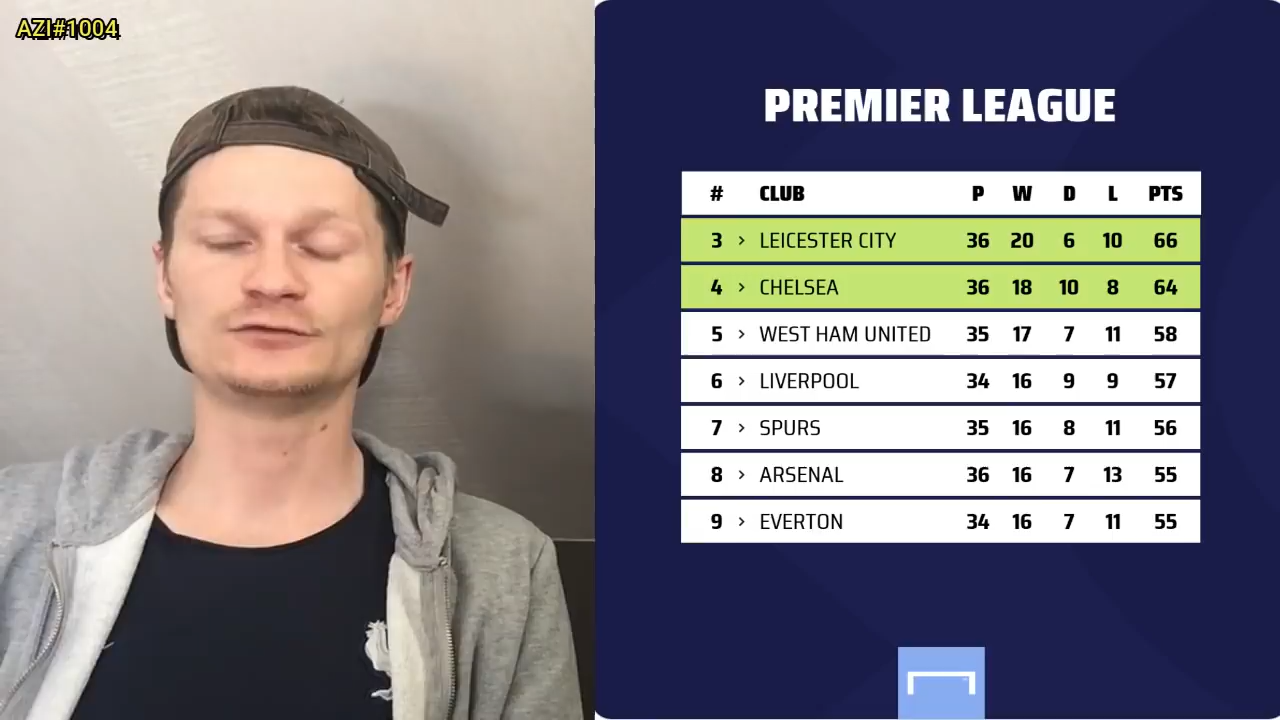 AZI#1004
PREMIER LEAGUE
# CLUB P W D L PTS
3 > LEICESTER CITY 36 20 6 10 66
4 > CHELSEA 36 18 10 8 64
5 > WEST HAM UNITED 35 17 7 11 58
6 > LIVERPOOL 34 16 9 9 57
7 > SPURS 35 16 8 11 56
8 > ARSENAL 36 16 7 13 55
9 > EVERTON 34 16 7 11 55